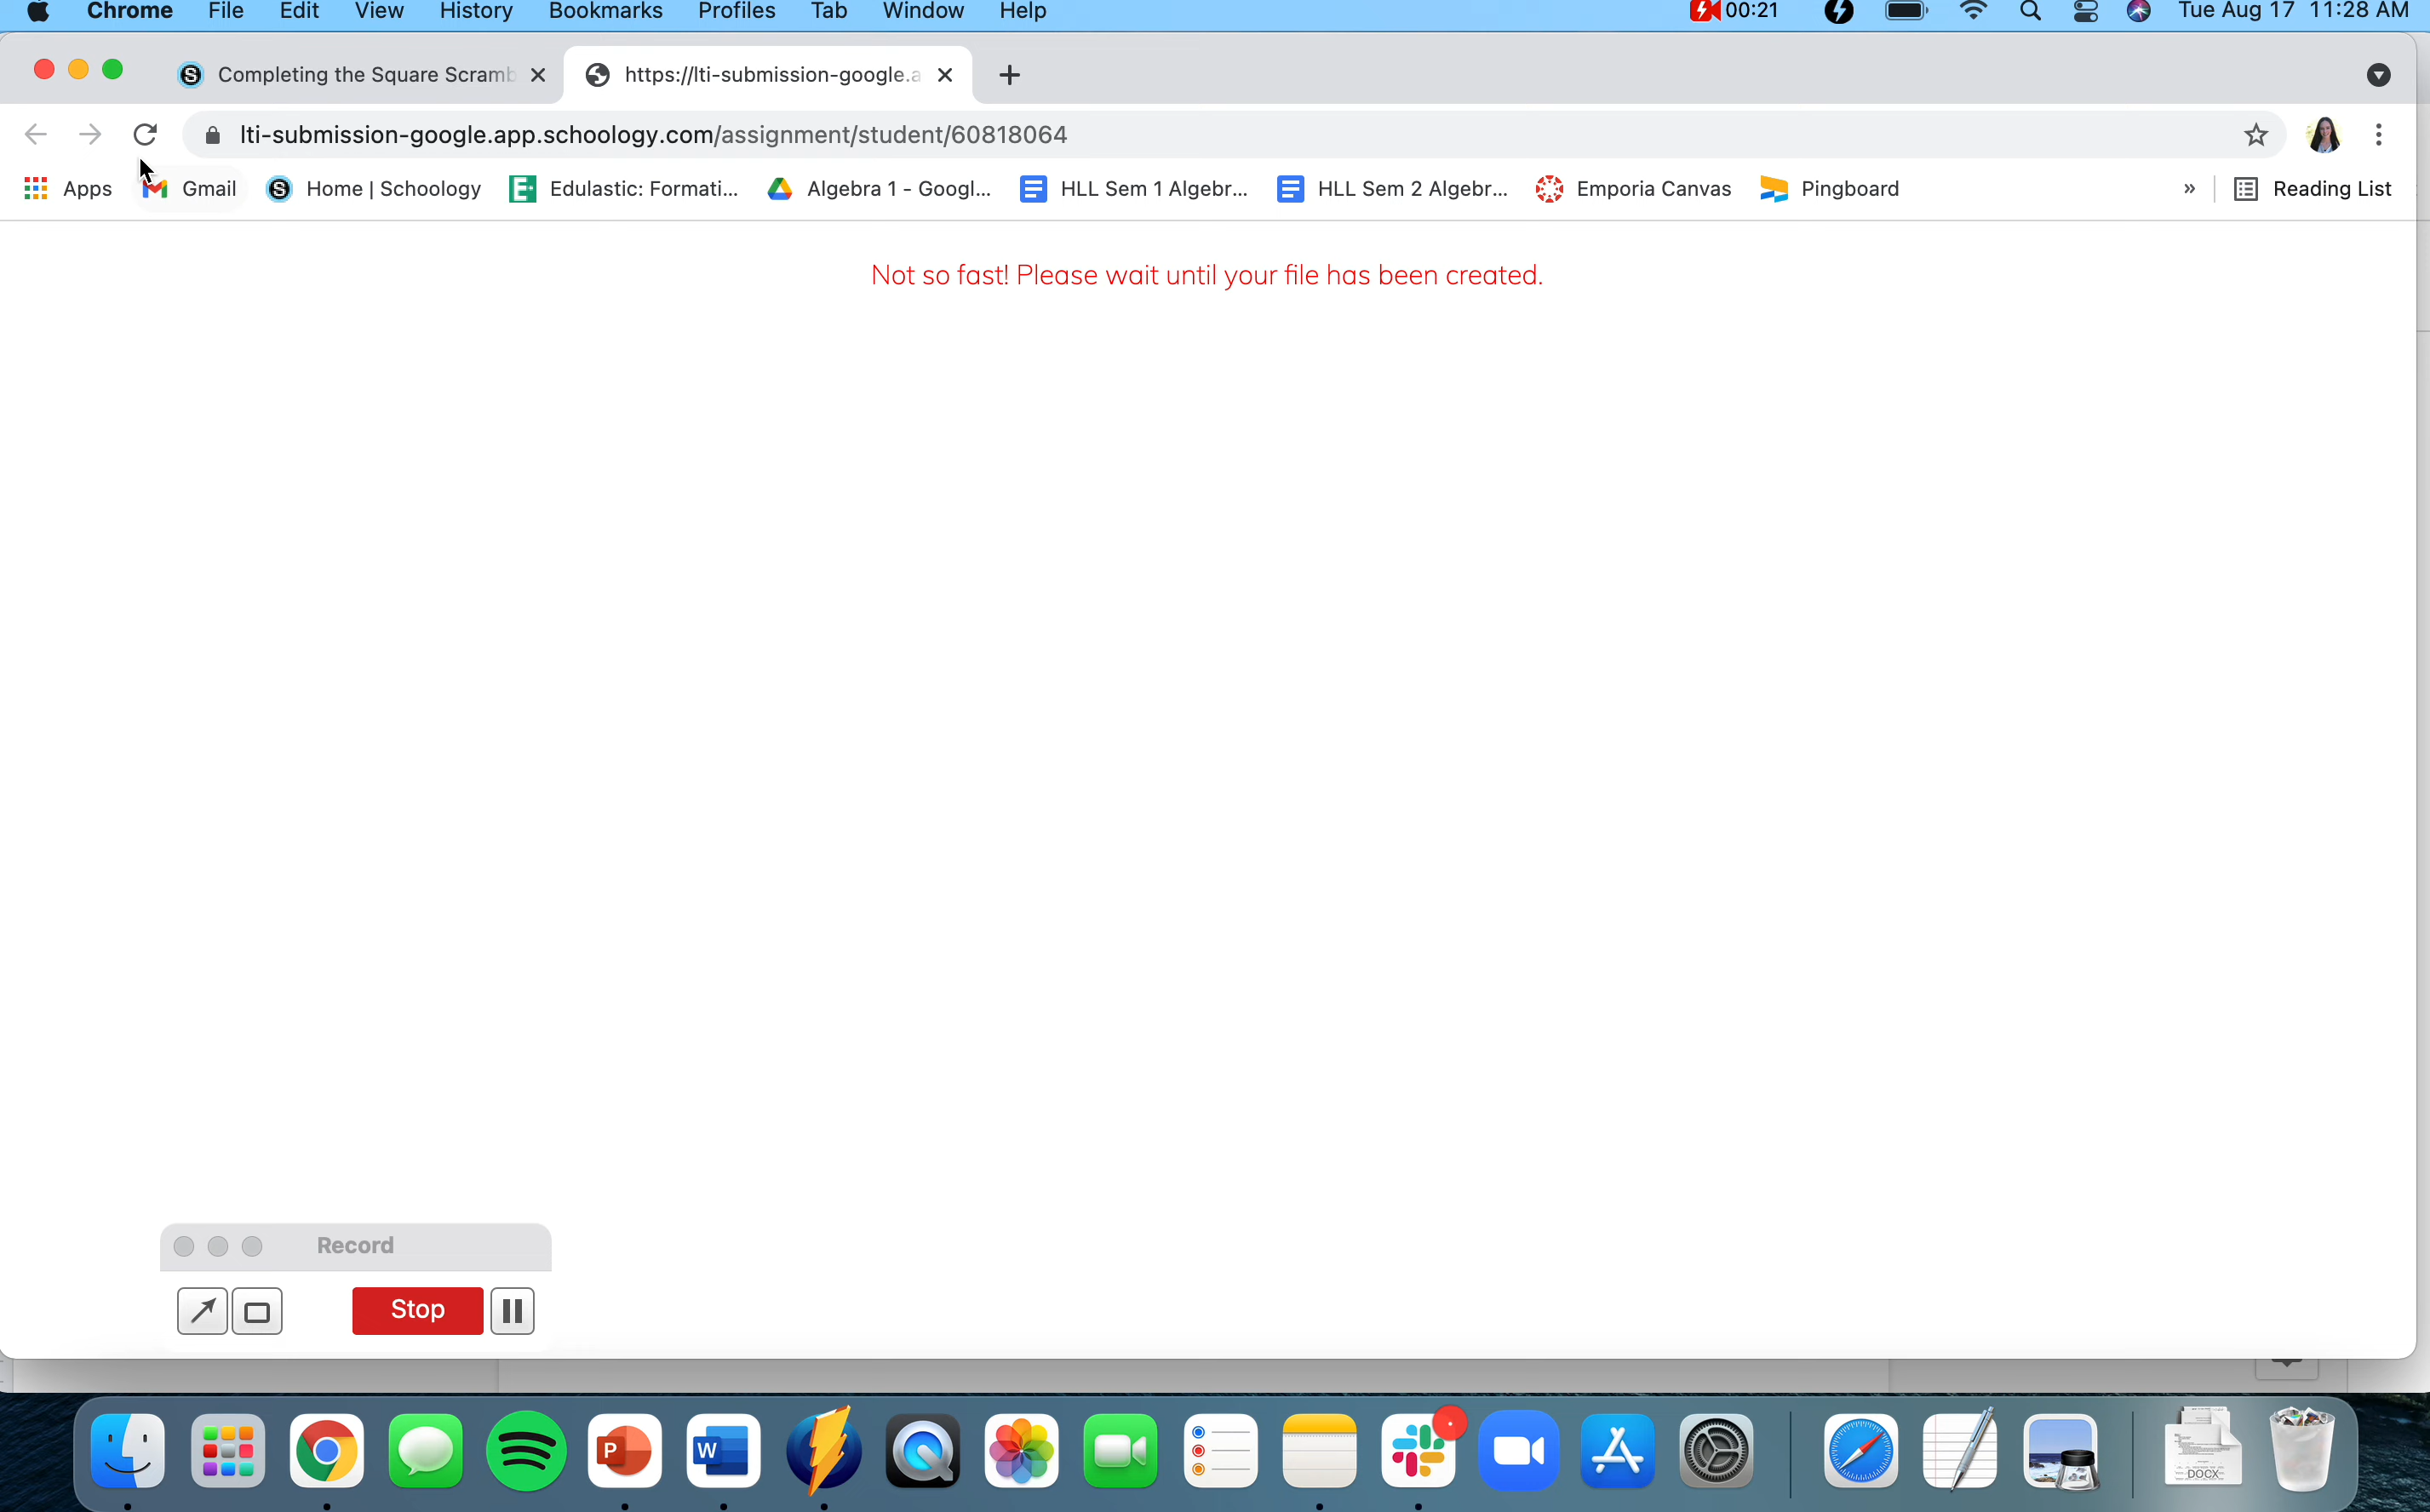 Chrome File Edit View History Bookmarks Profiles Tab Window Help 00:21 Tue Aug 17 11:28 AM
Completing the Square Scramb https://lti-submission-google.a
lti-submission-google.app.schoology.com/assignment/student/60818064
Apps Gmail Home | Schoology Edulastic: Formati... Algebra 1 - Googl... HLL Sem 1 Algebr... HLL Sem 2 Algebr... Emporia Canvas Pingboard » Reading List
Not so fast! Please wait until your file has been created.
Record
Stop
P W DOCX